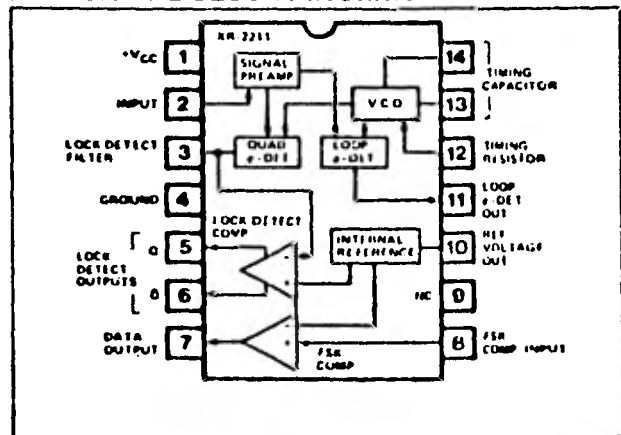 XR-2211
+VCC 1
INPUT 2
LOCK DETECT
FILTER 3
GROUND 4
LOCK
DETECT
OUTPUTS
Q 5
Q̅ 6
DATA
OUTPUT 7
SIGNAL
PREAMP
VCO
QUAD
φ-DET
LOOP
φ-DET
LOCK DETECT
COMP
INTERNAL
REFERENCE
-
+
-
+
FSK
COMP
14
13
TIMING
CAPACITOR
12 TIMING
RESISTOR
11 LOOP
φ-DET
OUT
10 REF
VOLTAGE
OUT
NC 9
8 FSK
COMP INPUT